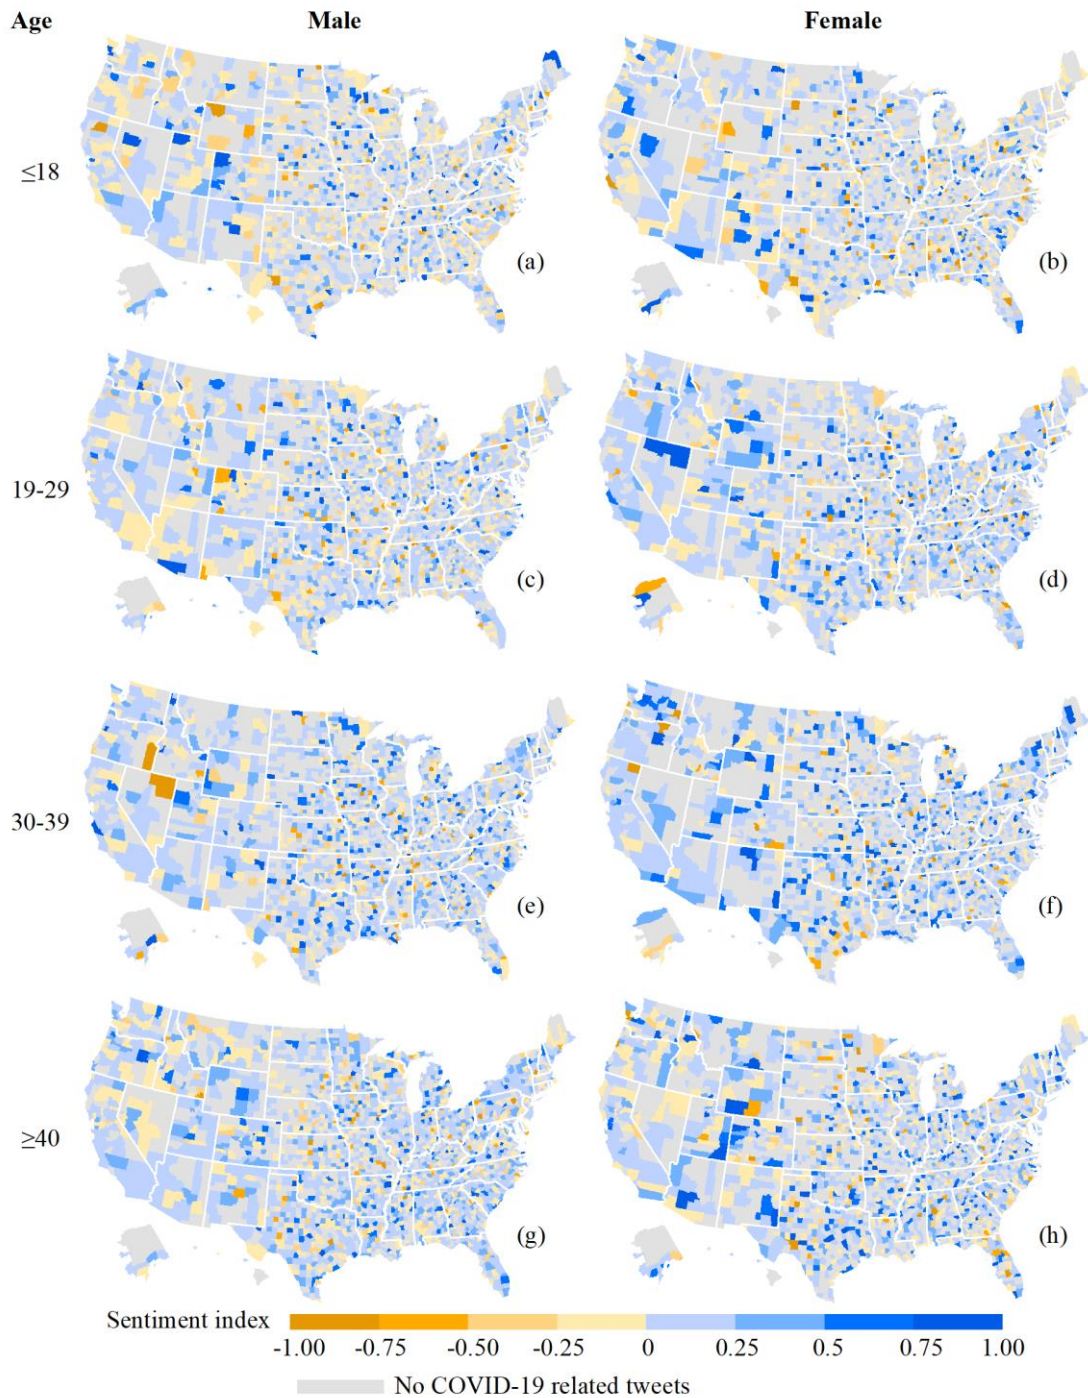 Age Male Female
≤18
(a) (b)
19-29
(c) (d)
30-39
(e) (f)
≥40
(g) (h)
Sentiment index
-1.00 -0.75 -0.50 -0.25 0 0.25 0.5 0.75 1.00
No COVID-19 related tweets